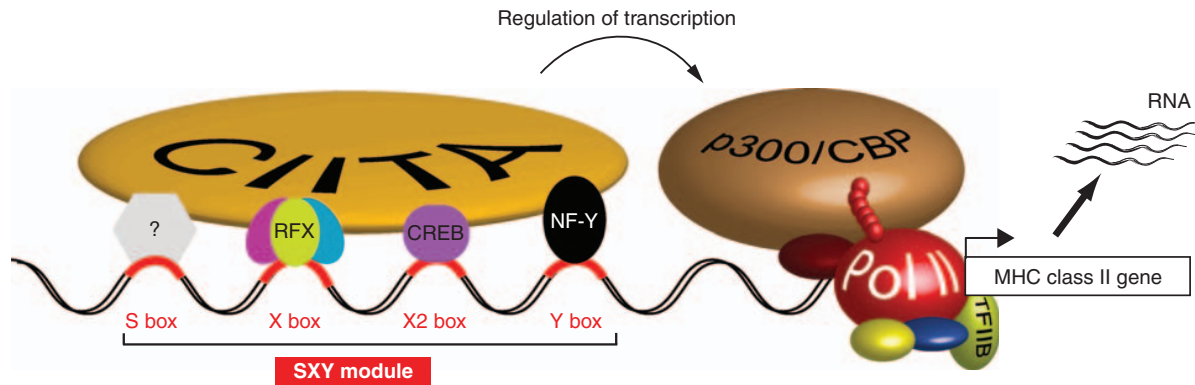 Regulation of transcription
RNA
CIITA
p300/CBP
?
RFX
CREB
NF-Y
Pol II
MHC class II gene
TFIIB
S box
X box
X2 box
Y box
SXY module